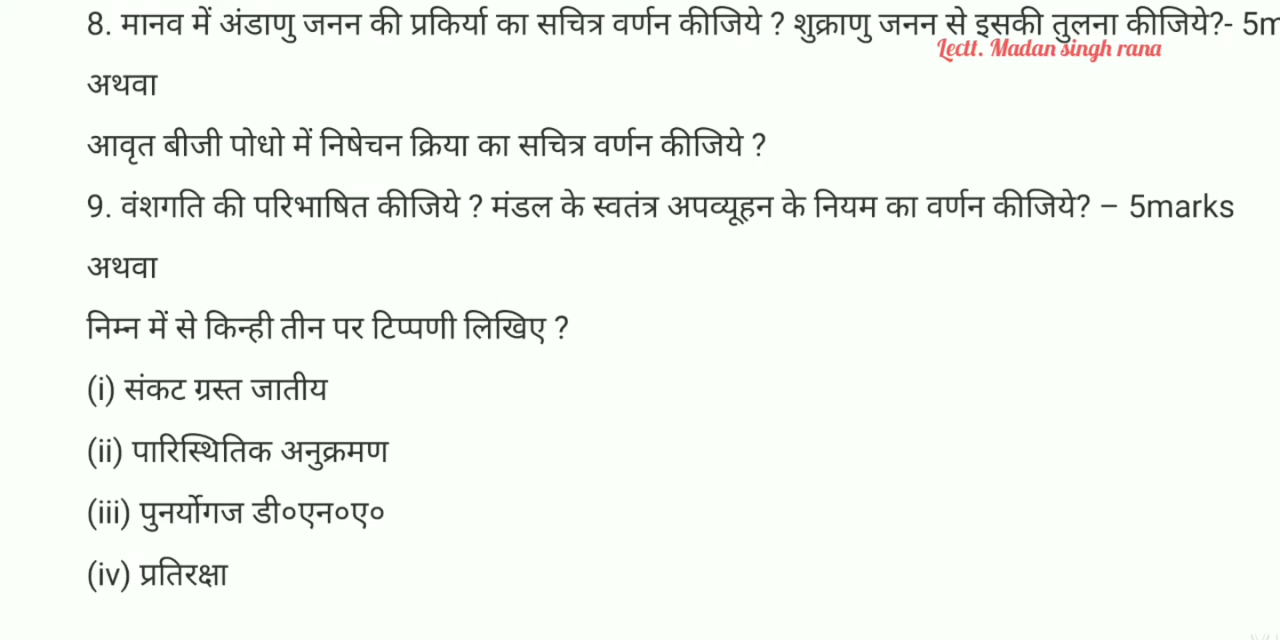 8. मानव में अंडाणु जनन की प्रकिर्या का सचित्र वर्णन कीजिये ? शुक्राणु जनन से इसकी तुलना कीजिये?- 5m
Lectt. Madan singh rana
अथवा
आवृत बीजी पोधो में निषेचन क्रिया का सचित्र वर्णन कीजिये ?
9. वंशगति की परिभाषित कीजिये ? मंडल के स्वतंत्र अपव्यूहन के नियम का वर्णन कीजिये? – 5marks
अथवा
निम्न में से किन्ही तीन पर टिप्पणी लिखिए ?
(i) संकट ग्रस्त जातीय
(ii) पारिस्थितिक अनुक्रमण
(iii) पुनर्योगज डी०एन०ए०
(iv) प्रतिरक्षा